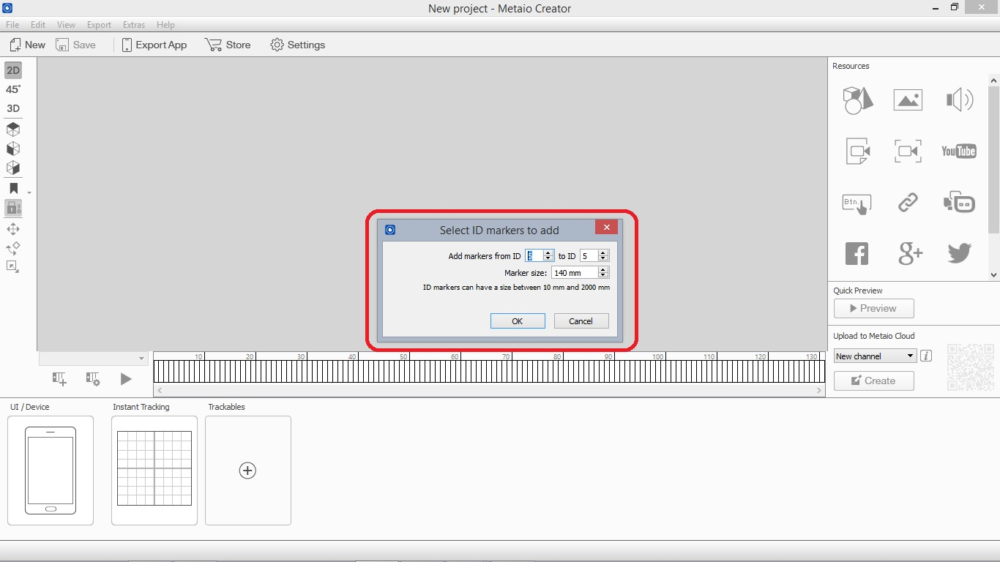 New project - Metaio Creator
File Edit View Export Extras Help
New Save Export App Store Settings
2D
45°
3D
Resources
YouTube
Btn.
g+
Select ID markers to add
Add markers from ID 5 to ID 5
Marker size: 140 mm
ID markers can have a size between 10 mm and 2000 mm
OK Cancel
Quick Preview
Preview
Upload to Metaio Cloud
New channel i
Create
10 20 30 40 50 60 70 80 90 100 110 120 130
UI / Device Instant Tracking Trackables